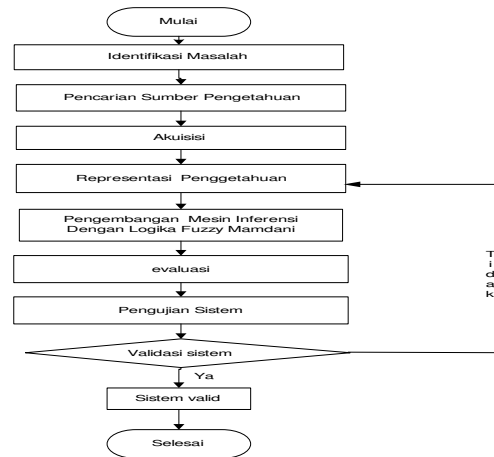 Mulai
Identifikasi Masalah
Pencarian Sumber Pengetahuan
Akuisisi
Representasi Penggetahuan
Pengembangan Mesin Inferensi
Dengan Logika Fuzzy Mamdani
evaluasi
Pengujian Sistem
Validasi sistem
Tidak
Ya
Sistem valid
Selesai